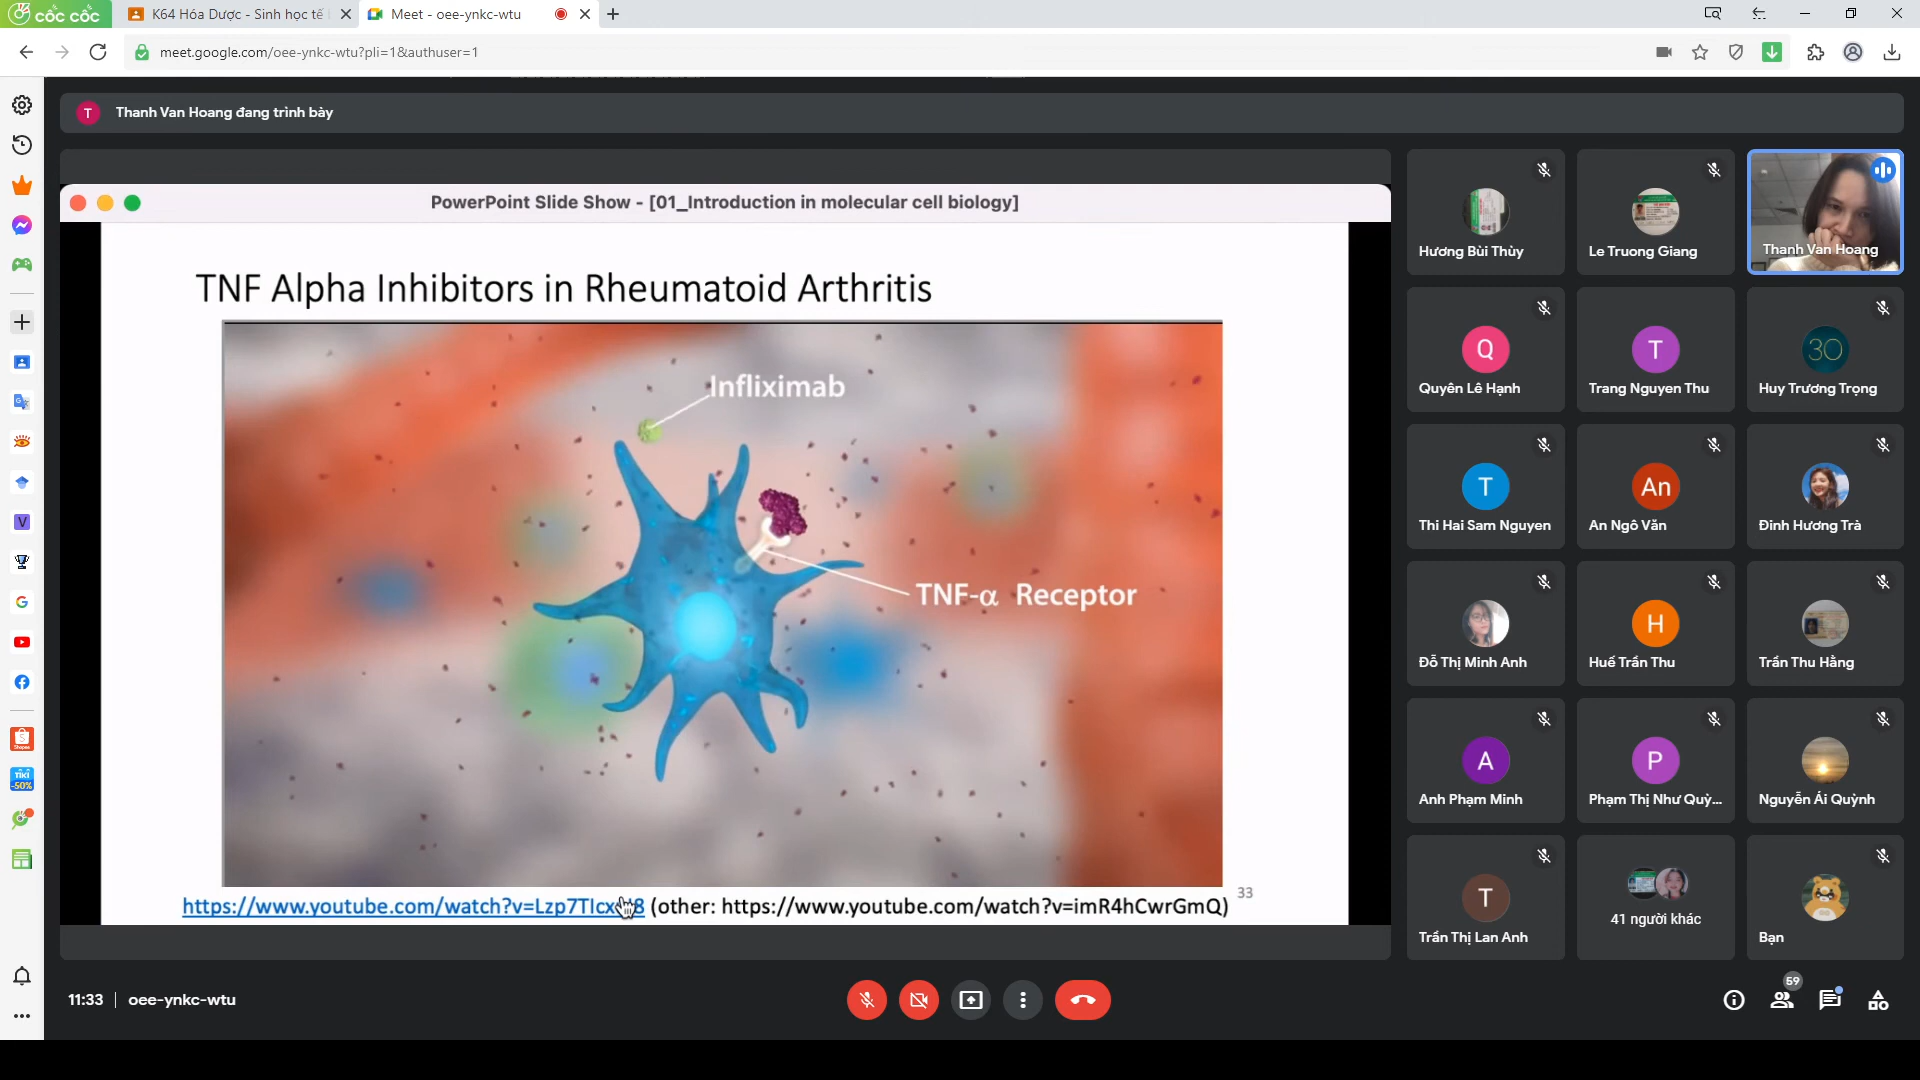 cốc cốc
K64 Hóa Dược - Sinh học tế
Meet - oee-ynkc-wtu
meet.google.com/oee-ynkc-wtu?pli=1&authuser=1
T
Thanh Van Hoang đang trình bày
PowerPoint Slide Show - [01_Introduction in molecular cell biology]
TNF Alpha Inhibitors in Rheumatoid Arthritis
Infliximab
TNF-α Receptor
33
(other: https://www.youtube.com/watch?v=imR4hCwrGmQ)
Hương Bùi Thùy
Le Truong Giang
Thanh Van Hoang
Q
Quyên Lê Hạnh
T
Trang Nguyen Thu
30
Huy Trương Trọng
T
Thi Hai Sam Nguyen
An
An Ngô Văn
Đinh Hương Trà
Đỗ Thị Minh Anh
H
Huế Trần Thu
Trần Thu Hằng
A
Anh Phạm Minh
P
Phạm Thị Như Quỳ...
Nguyễn Ái Quỳnh
T
Trần Thị Lan Anh
41 người khác
Bạn
V
G
Shopee
TIKI
-50%
11:33
oee-ynkc-wtu
59